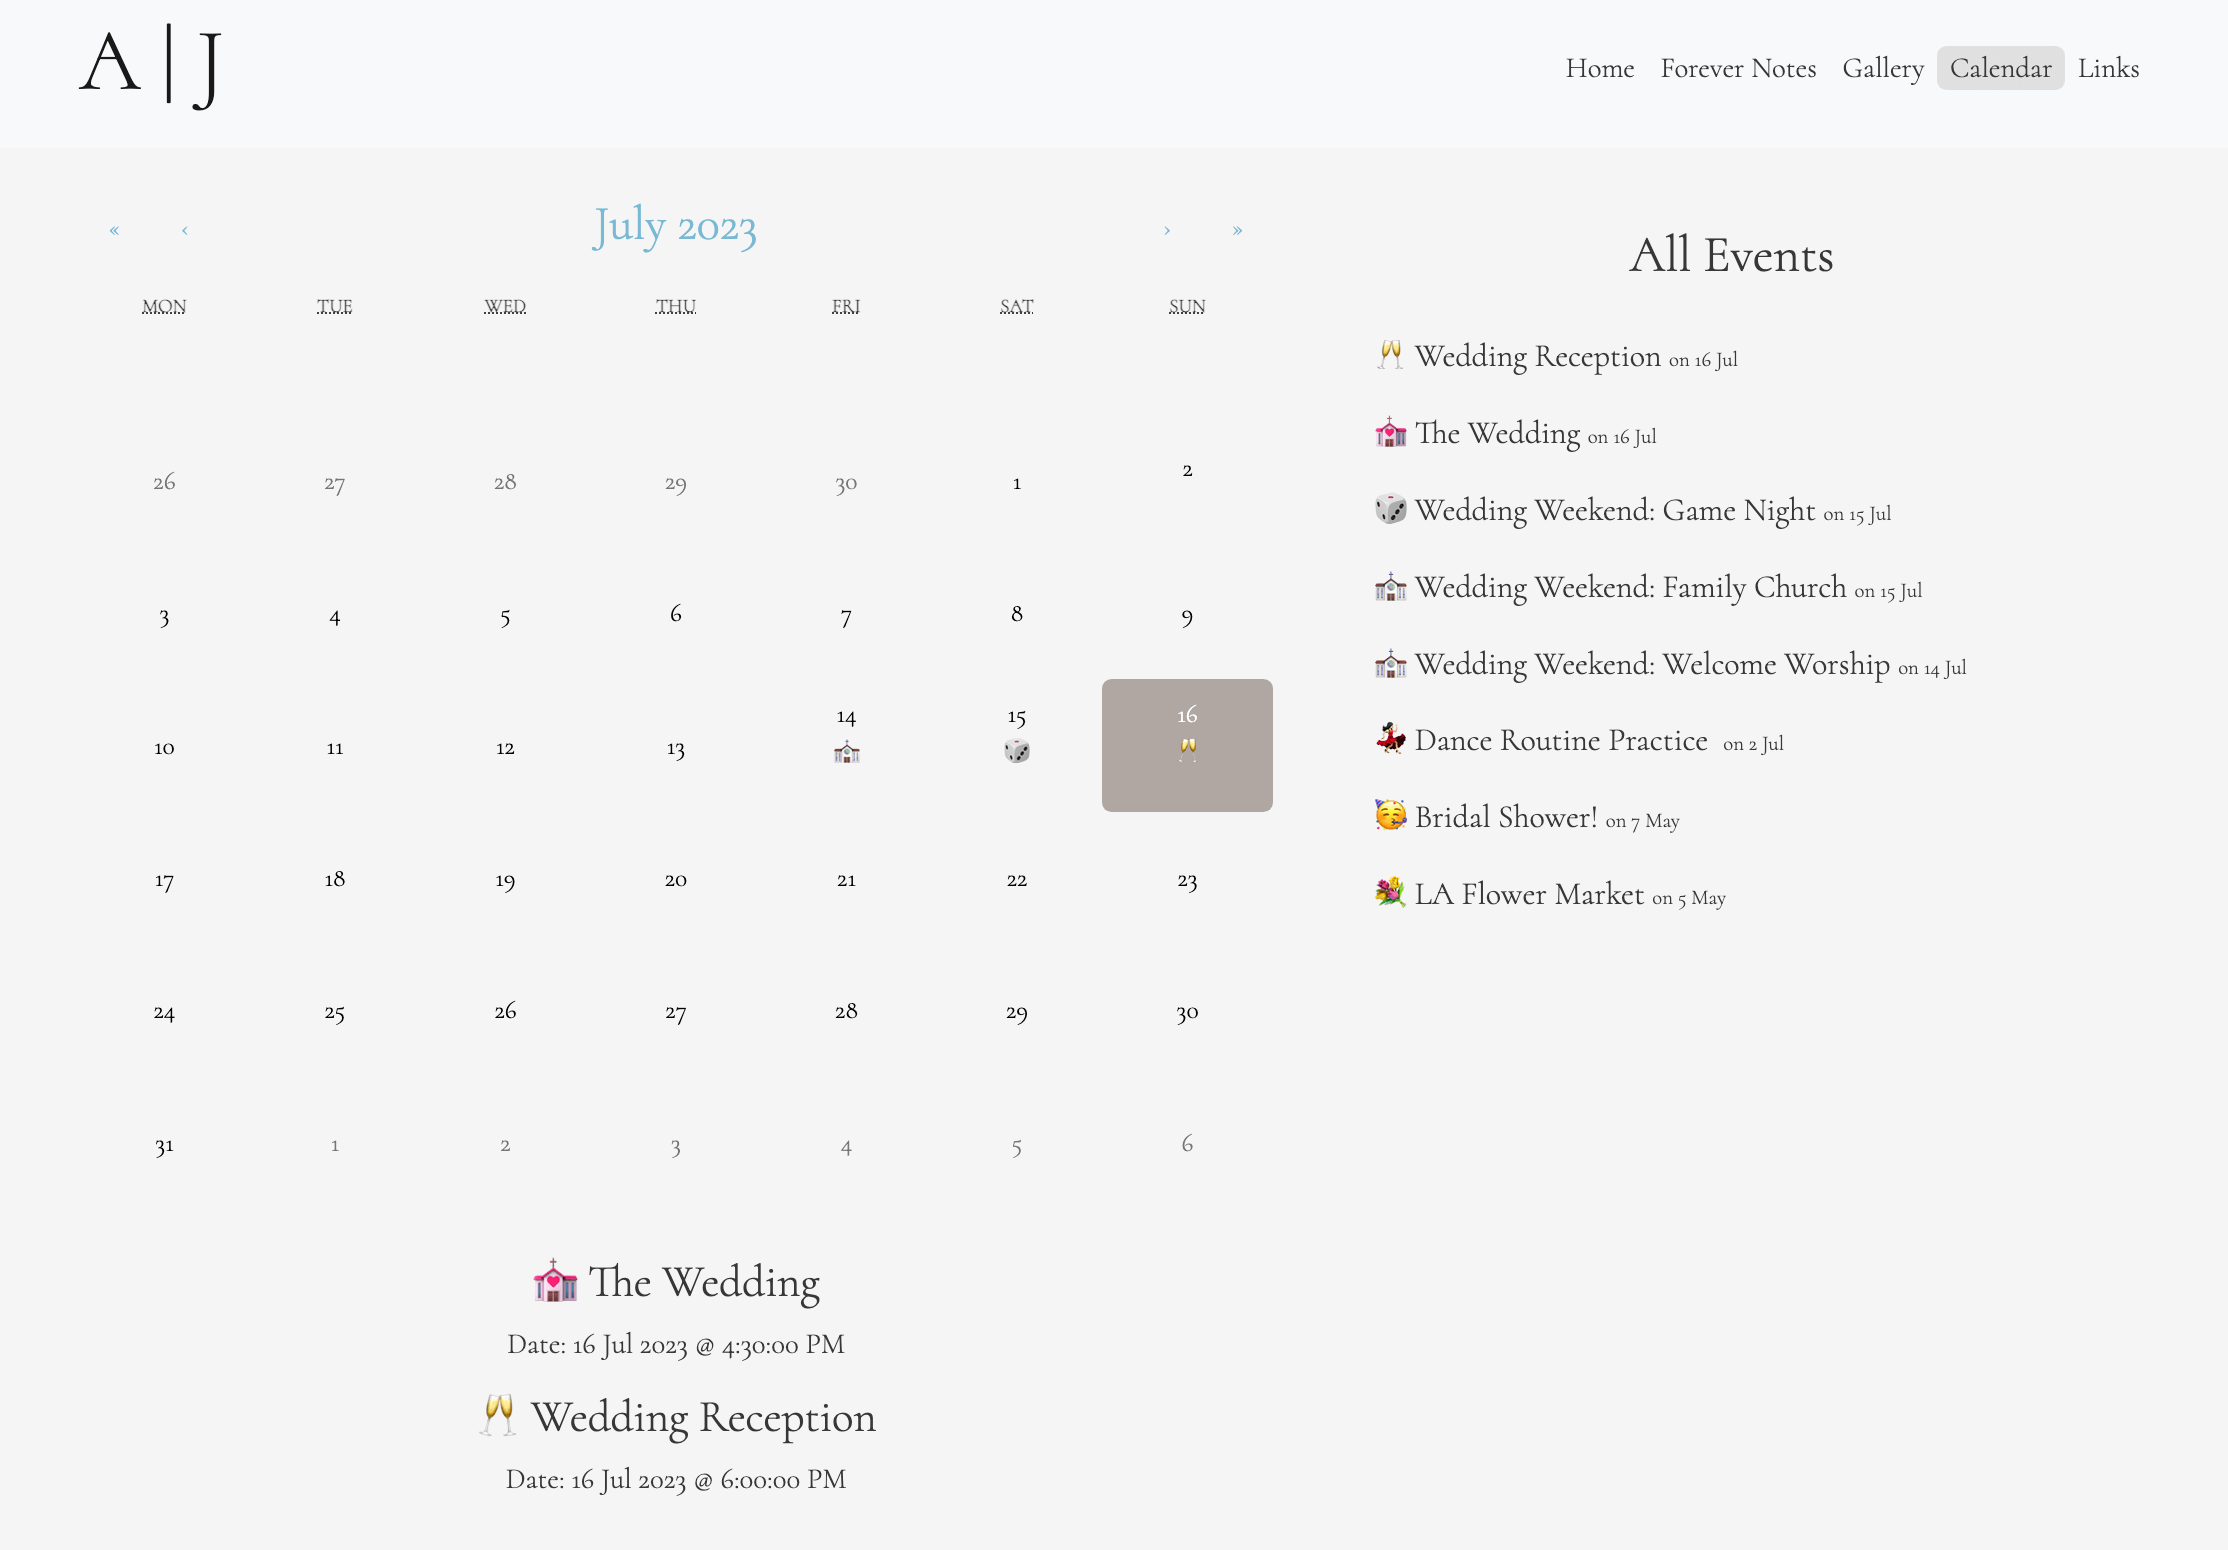 A | J
Home Forever Notes Gallery Calendar Links
« ‹ July 2023 › »
MON TUE WED THU FRI SAT SUN
26 27 28 29 30 1 2
3 4 5 6 7 8 9
10 11 12 13 14 15 16
17 18 19 20 21 22 23
24 25 26 27 28 29 30
31 1 2 3 4 5 6
The Wedding
Date: 16 Jul 2023 @ 4:30:00 PM
Wedding Reception
Date: 16 Jul 2023 @ 6:00:00 PM
All Events
Wedding Reception on 16 Jul
The Wedding on 16 Jul
Wedding Weekend: Game Night on 15 Jul
Wedding Weekend: Family Church on 15 Jul
Wedding Weekend: Welcome Worship on 14 Jul
Dance Routine Practice on 2 Jul
Bridal Shower! on 7 May
LA Flower Market on 5 May